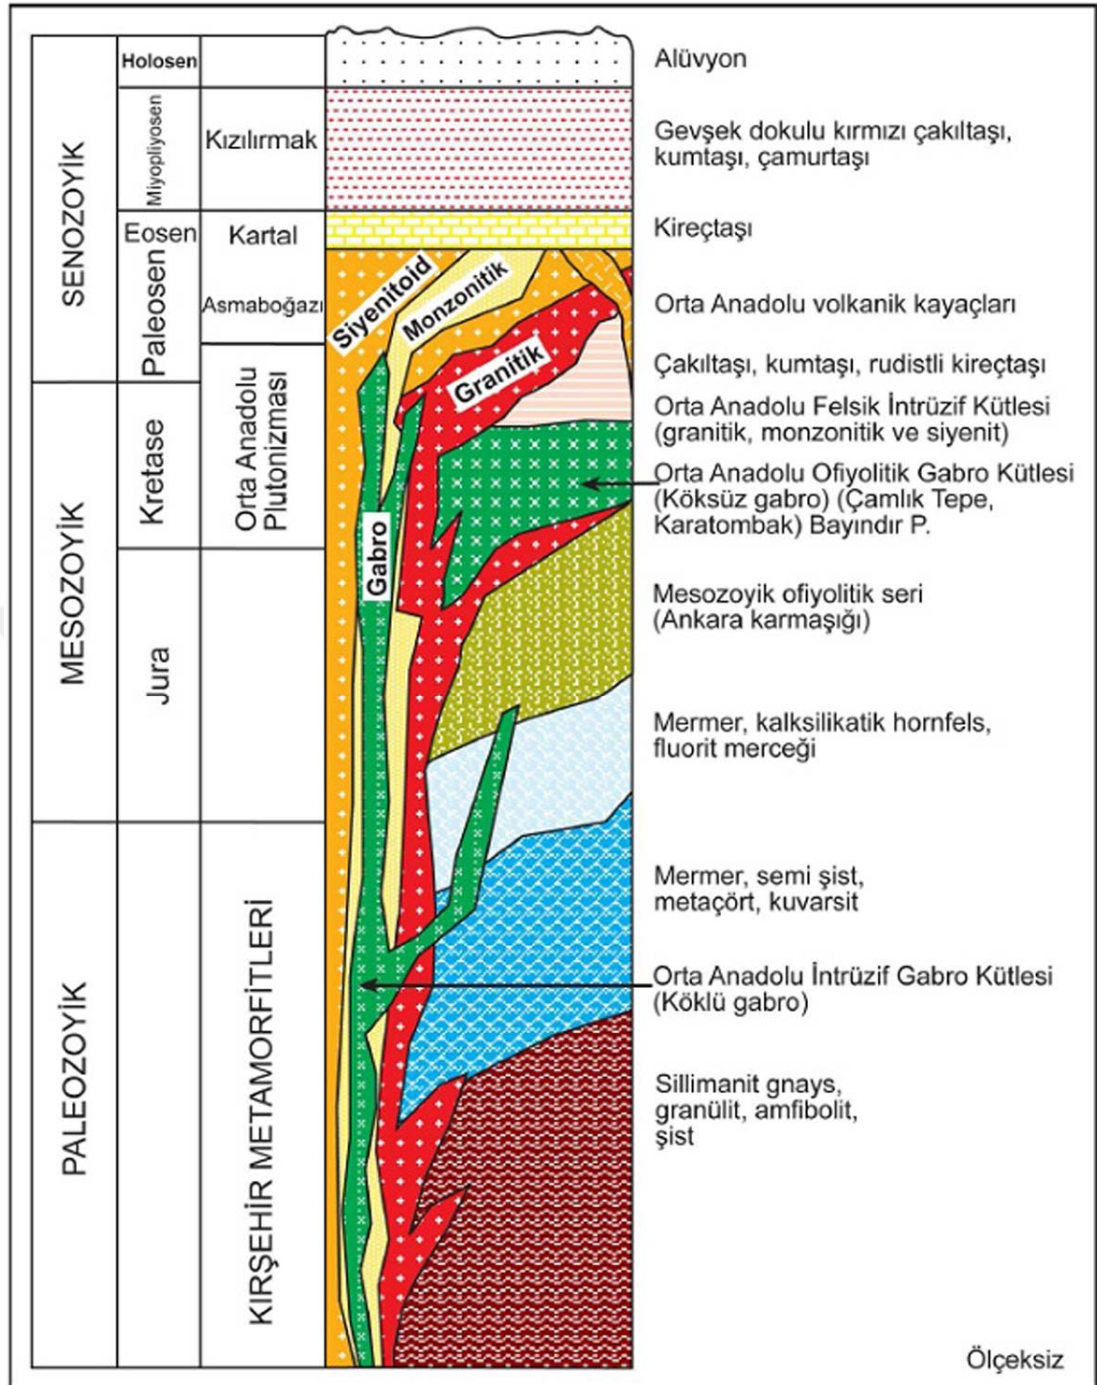 SENOZOYİK
MESOZOYİK
PALEOZOYİK
Holosen
Miyopliyosen
Eosen
Paleosen
Kretase
Jura
Kızılırmak
Kartal
Asmaboğazı
Orta Anadolu
Plutonizması
KIRŞEHİR METAMORFİTLERİ
Siyenitoid
Monzonitik
Granitik
Gabro
Alüvyon
Gevşek dokulu kırmızı çakıltaşı,
kumtaşı, çamurtaşı
Kireçtaşı
Orta Anadolu volkanik kayaçları
Çakıltaşı, kumtaşı, rudistli kireçtaşı
Orta Anadolu Felsik İntrüzif Kütlesi
(granitik, monzonitik ve siyenit)
Orta Anadolu Ofiyolitik Gabro Kütlesi
(Köksüz gabro) (Çamlık Tepe,
Karatombak) Bayındır P.
Mesozoyik ofiyolitik seri
(Ankara karmaşığı)
Mermer, kalksilikatik hornfels,
fluorit merceği
Mermer, semi şist,
metaçört, kuvarsit
Orta Anadolu İntrüzif Gabro Kütlesi
(Köklü gabro)
Sillimanit gnays,
granülit, amfibolit,
şist
Ölçeksiz